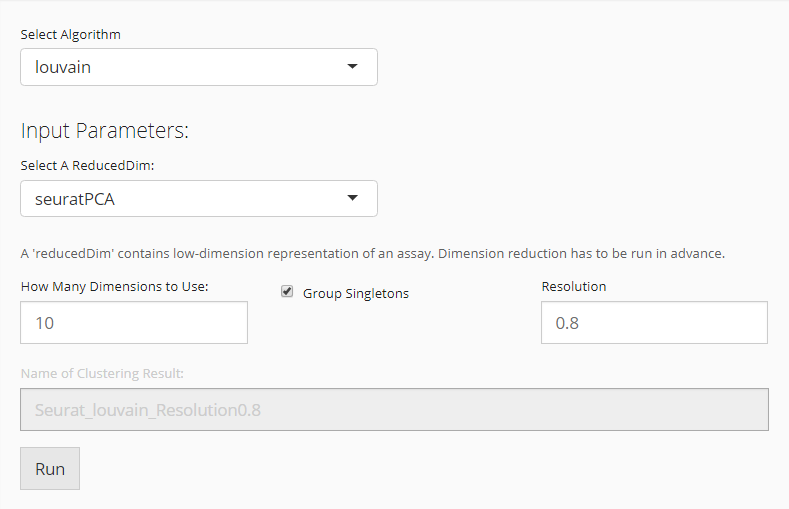 Select Algorithm
louvain
Input Parameters:
Select A ReducedDim:
seuratPCA
A 'reducedDim' contains low-dimension representation of an assay. Dimension reduction has to be run in advance.
How Many Dimensions to Use:
Group Singletons
Resolution
10
0.8
Name of Clustering Result:
Seurat_louvain_Resolution0.8
Run